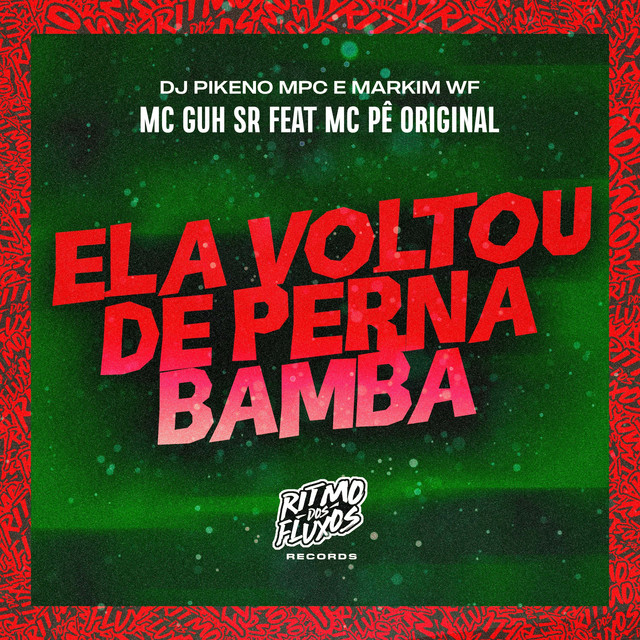 DJ PIKENO MPC E MARKIM WF
MC GUH SR FEAT MC PÊ ORIGINAL
ELA VOLTOU
DE PERNA
BAMBA
RITMO
DOS
FLUXOS
RECORDS